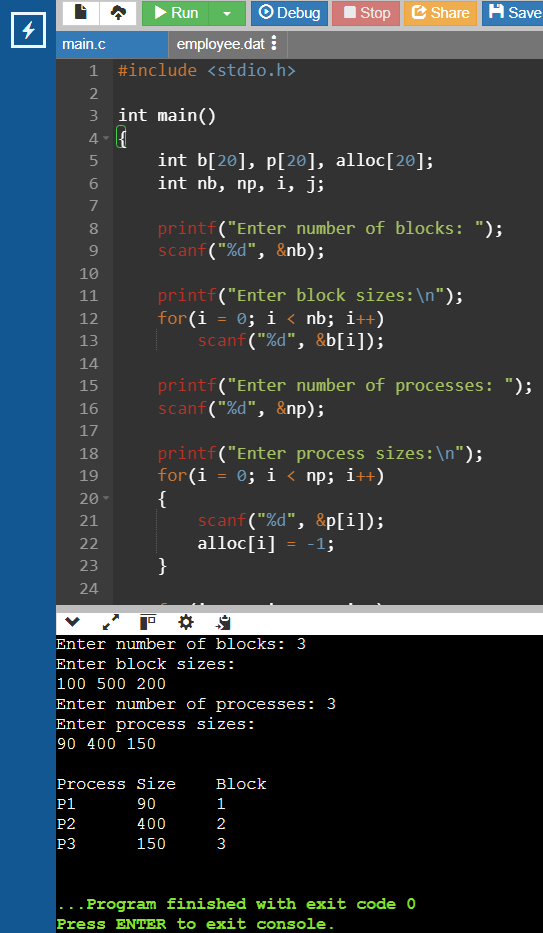 Run Debug Stop Share Save
main.c employee.dat
1 #include <stdio.h>
2
3 int main()
4 {
5     int b[20], p[20], alloc[20];
6     int nb, np, i, j;
7
8     printf("Enter number of blocks: ");
9     scanf("%d", &nb);
10
11     printf("Enter block sizes:\n");
12     for(i = 0; i < nb; i++)
13         scanf("%d", &b[i]);
14
15     printf("Enter number of processes: ");
16     scanf("%d", &np);
17
18     printf("Enter process sizes:\n");
19     for(i = 0; i < np; i++)
20     {
21         scanf("%d", &p[i]);
22         alloc[i] = -1;
23     }
24
Enter number of blocks: 3
Enter block sizes:
100 500 200
Enter number of processes: 3
Enter process sizes:
90 400 150

Process Size    Block
P1      90      1
P2      400     2
P3      150     3

...Program finished with exit code 0
Press ENTER to exit console.